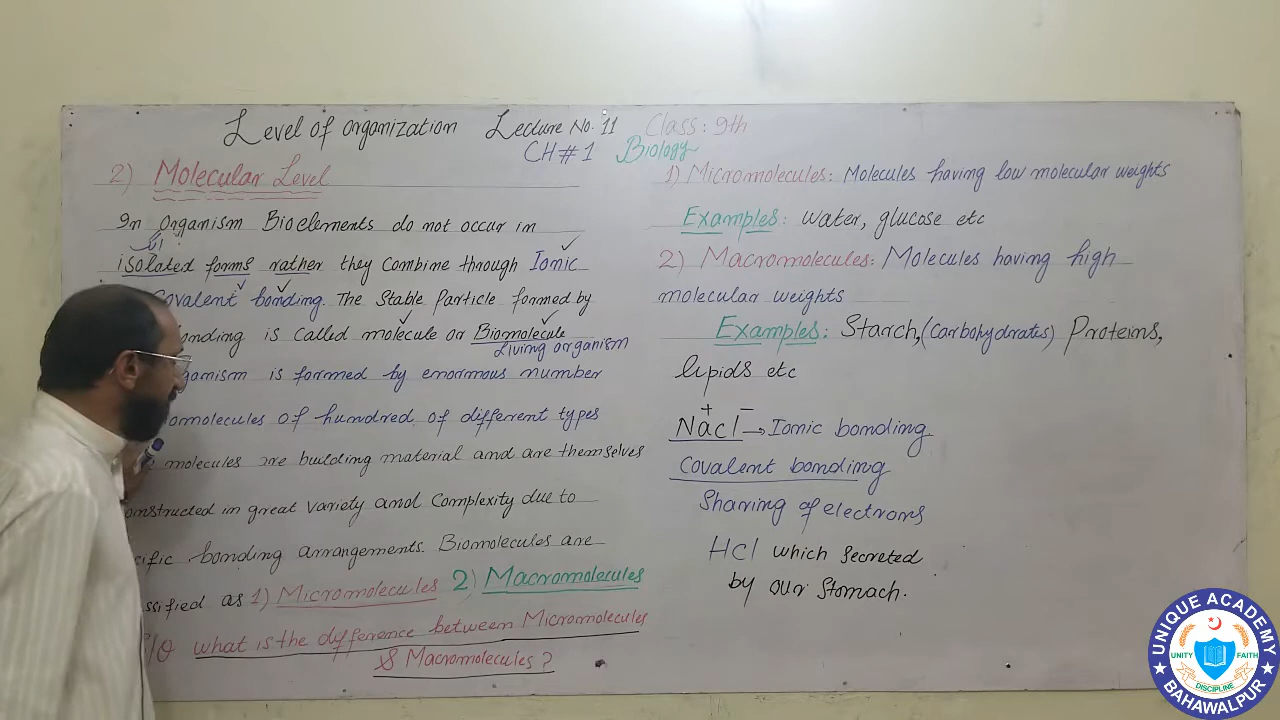 Level of organization Lecture No. 11 Class: 9th
CH# 1 Biology
2) Molecular Level
In Organism Bioelements do not occur in
isolated forms rather they combine through Ionic
Covalent bonding. The Stable Particle formed by
bonding is called molecule or Biomolecule
Living organism
ganism is formed by enormous number
omolecules of hundred of different types
molecules are building material and are themselves
onstructed in great variety and Complexity due to
cific bonding arrangements. Biomolecules are
ssified as 1) Micromolecules 2) Macromolecules
S/Q what is the difference between Micromolecules
& Macromolecules?
1) Micromolecules: Molecules having low molecular weights
Examples: water, glucose etc
2) Macromolecules: Molecules having high
molecular weights
Examples: Starch, (Carbohydrates) Proteins,
lipids etc
+ −
NaCl → Ionic bonding
Covalent bonding
Sharing of electrons
HCl which secreted
by our Stomach.
UNIQUE ACADEMY
UNITY FAITH
DISCIPLINE
BAHAWALPUR